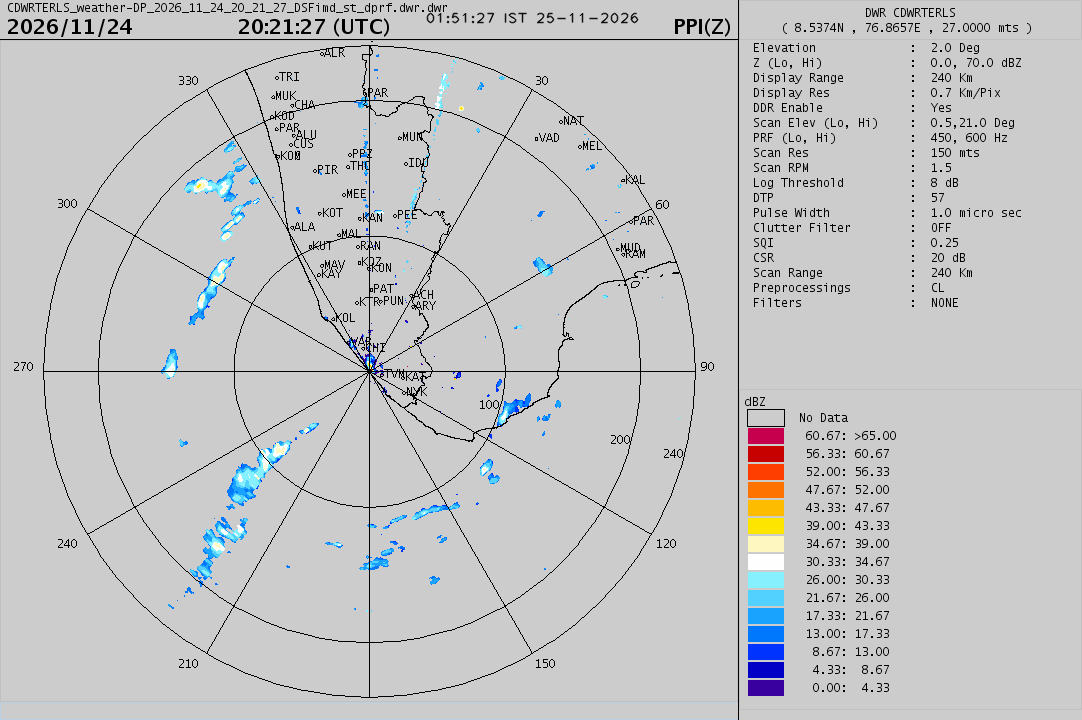 CDWRTERLS_weather-DP_2026_11_24_20_21_27_DSFimd_st_dprf.dwr.dwr
01:51:27 IST 25-11-2026
2026/11/24 20:21:27 (UTC) PPI(Z)
DWR CDWRTERLS
( 8.5374N , 76.8657E , 27.0000 mts )
Elevation : 2.0 Deg
Z (Lo, Hi) : 0.0, 70.0 dBZ
Display Range : 240 Km
Display Res : 0.7 Km/Pix
DDR Enable : Yes
Scan Elev (Lo, Hi) : 0.5,21.0 Deg
PRF (Lo, Hi) : 450, 600 Hz
Scan Res : 150 mts
Scan RPM : 1.5
Log Threshold : 8 dB
DTP : 57
Pulse Width : 1.0 micro sec
Clutter Filter : OFF
SQI : 0.25
CSR : 20 dB
Scan Range : 240 Km
Preprocessings : CL
Filters : NONE
dBZ
No Data
60.67: >65.00
56.33: 60.67
52.00: 56.33
47.67: 52.00
43.33: 47.67
39.00: 43.33
34.67: 39.00
30.33: 34.67
26.00: 30.33
21.67: 26.00
17.33: 21.67
13.00: 17.33
8.67: 13.00
4.33: 8.67
0.00: 4.33
ALR
330
TRI
30
MUK
PAR
CHA
KOD
NAT
PAR
ALU
MUN
VAD
CUS
MEL
KOM
PPZ
THO
IDU
PIR
KAL
MEE
300
60
KOT
KAN
PEE
PAR
ALA
MAL
KUT
RAN
MUD
RAM
MAV
KOZ
KON
KAY
PAT
ACH
KTR
PUN
ARY
KOL
VAR
CHI
270
90
TVM
KAT
NYK
100
200
240
240
120
210
150